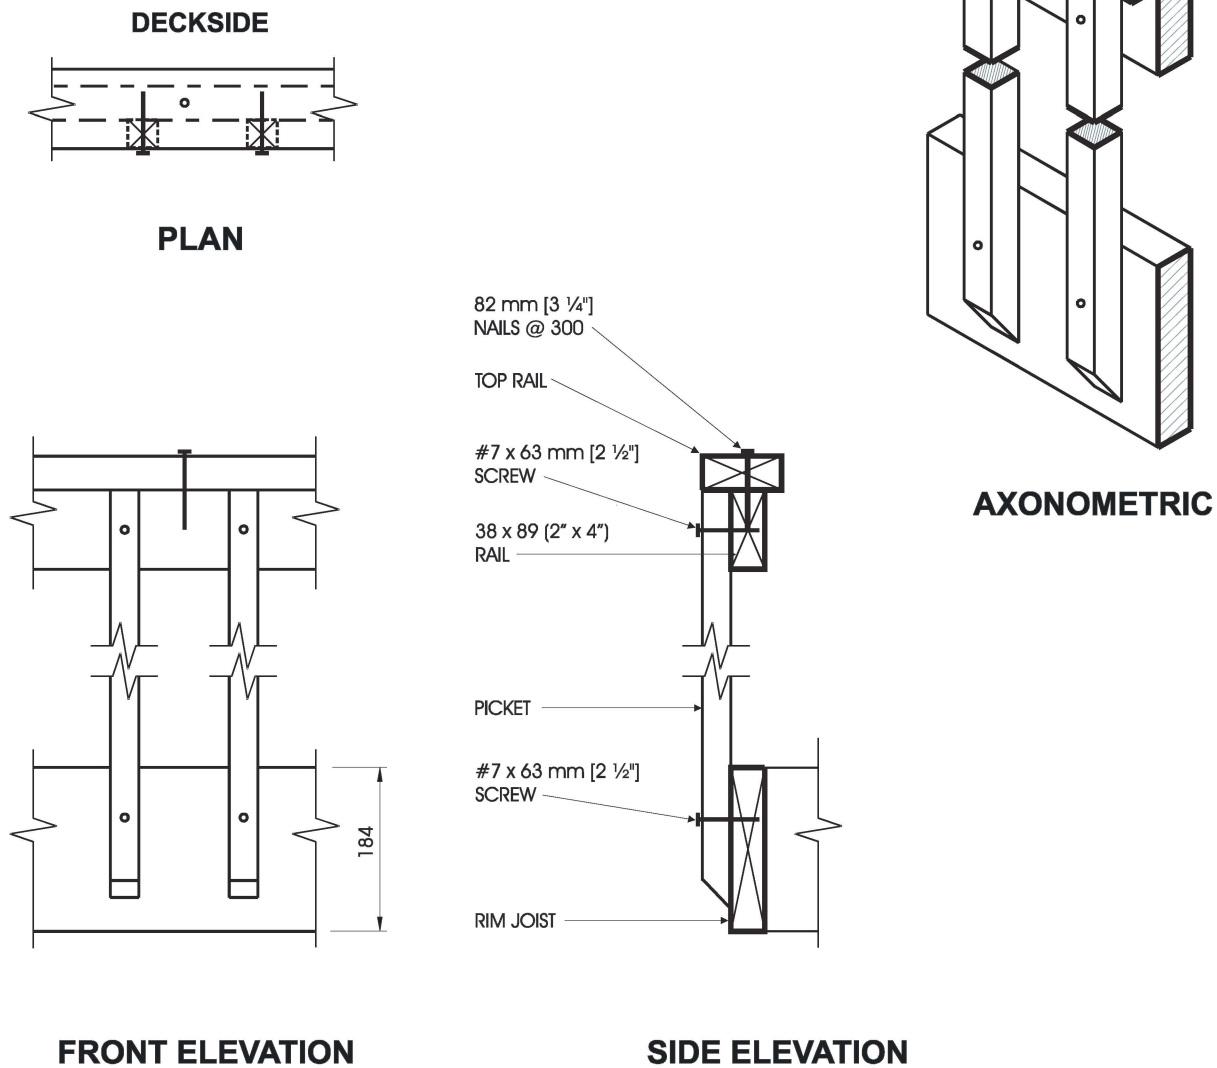 DECKSIDE
PLAN
82 mm [3 ¼"]
NAILS @ 300
TOP RAIL
#7 x 63 mm [2 ½"]
SCREW
38 x 89 (2” x 4”)
RAIL
PICKET
#7 x 63 mm [2 ½"]
SCREW
RIM JOIST
184
AXONOMETRIC
FRONT ELEVATION
SIDE ELEVATION